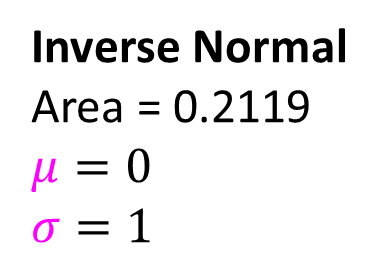 Inverse Normal
Area = 0.2119
μ = 0
σ = 1